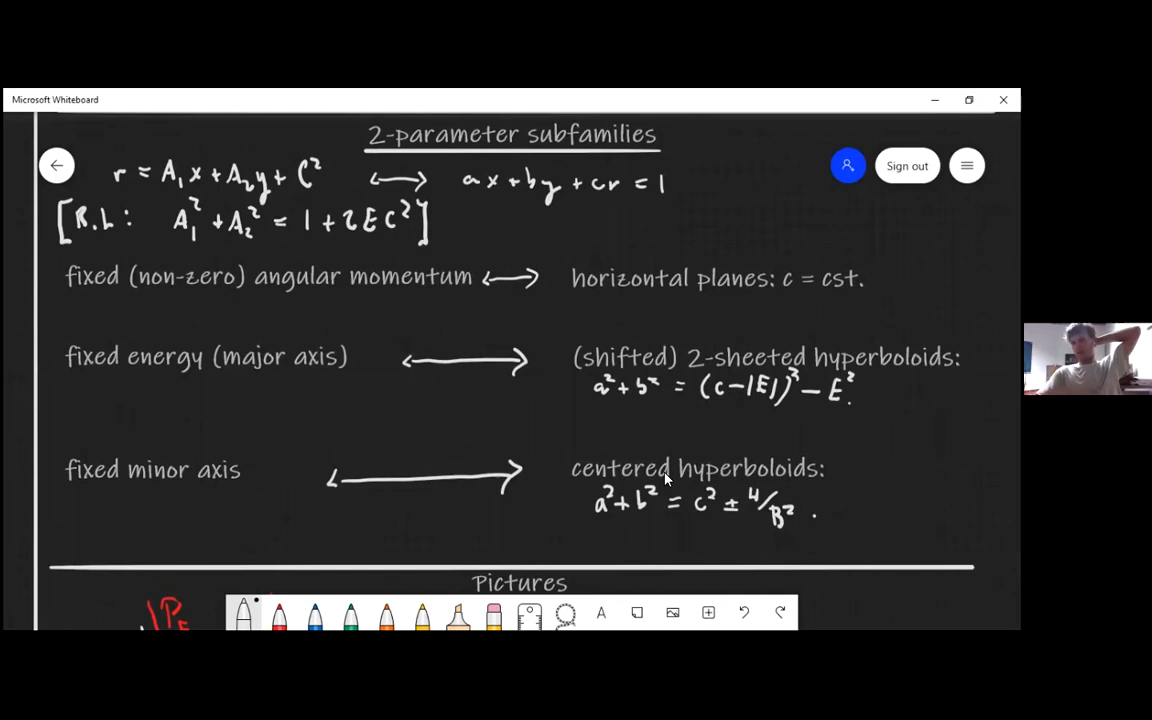 Microsoft Whiteboard
2-parameter subfamilies
Sign out
r = A₁x + A₂y + C² ⟷ ax + by + cr = 1
[R.L: A₁² + A₂² = 1 + 2EC²]
fixed (non-zero) angular momentum ⟷ horizontal planes: c = cst.
fixed energy (major axis) ⟷ (shifted) 2-sheeted hyperboloids:
a² + b² = (c-|E|)² - E².
fixed minor axis ⟷ centered hyperboloids:
a² + b² = c² ± 4/B².
Pictures
P_E
A